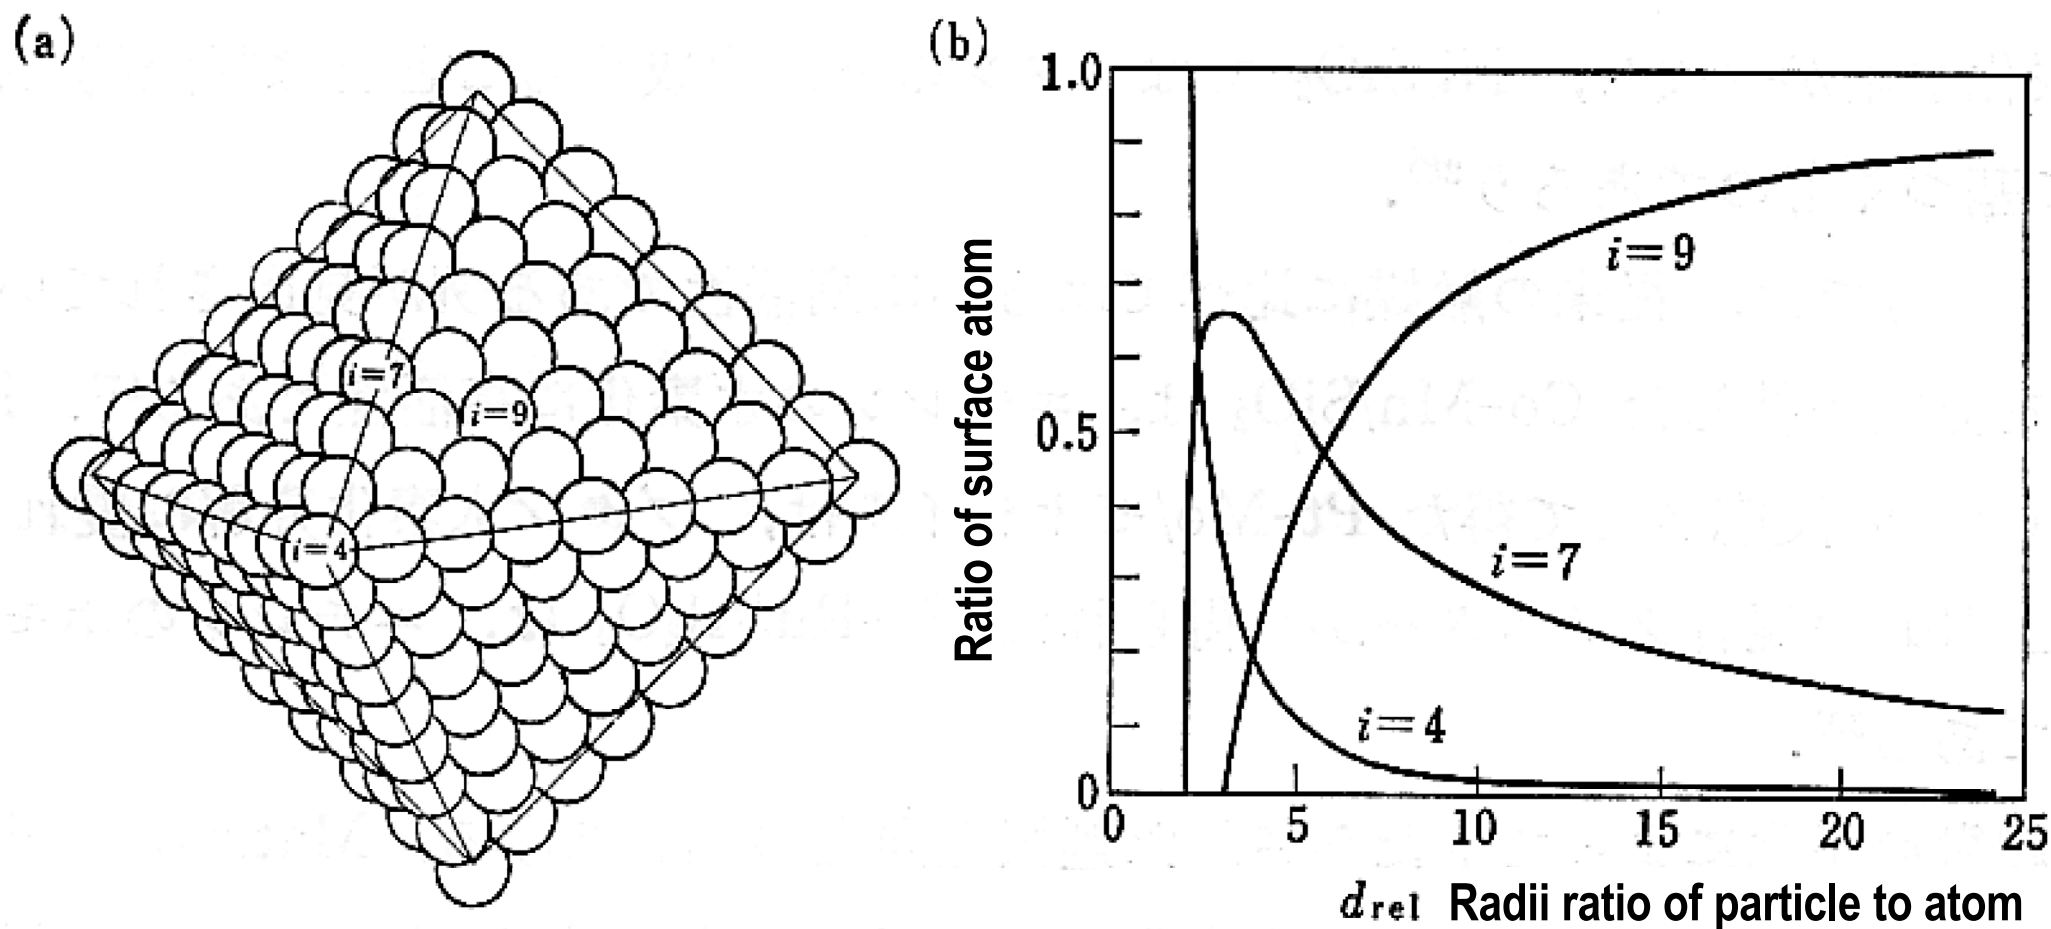 (a)
i=7
i=9
i=4
(b)
Ratio of surface atom
1.0
0.5
0
i=9
i=7
i=4
0 5 10 15 20 25
drel Radii ratio of particle to atom